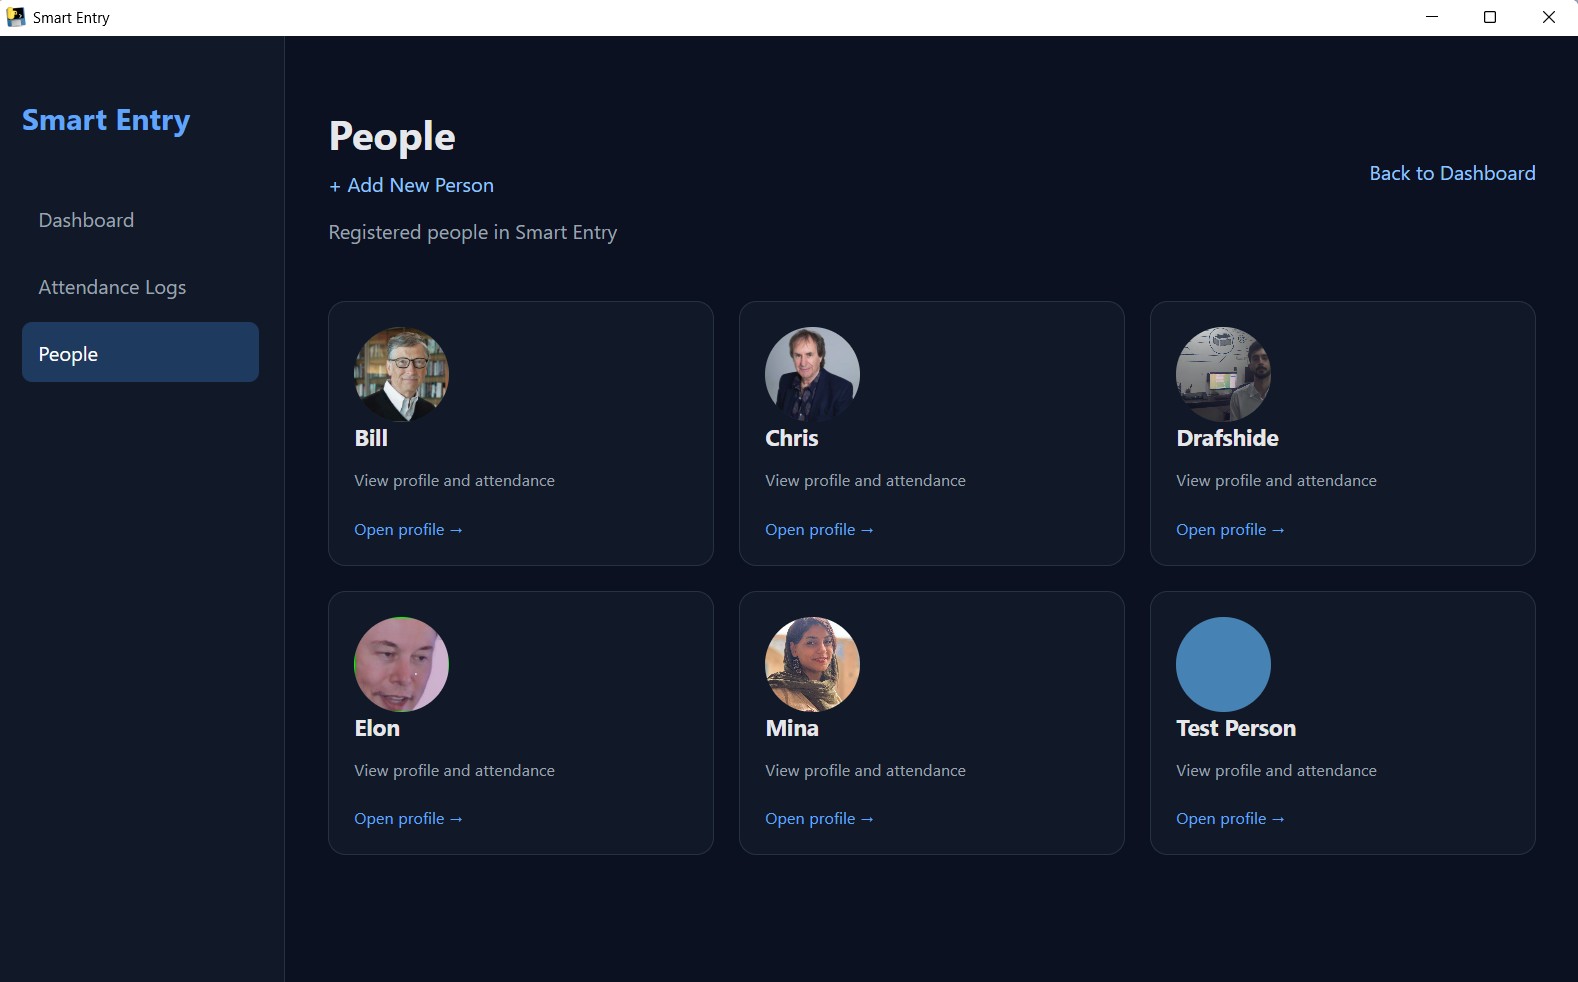 Smart Entry
Smart Entry
Dashboard
Attendance Logs
People
People
+ Add New Person
Back to Dashboard
Registered people in Smart Entry
Bill
View profile and attendance
Open profile →
Chris
View profile and attendance
Open profile →
Drafshide
View profile and attendance
Open profile →
Elon
View profile and attendance
Open profile →
Mina
View profile and attendance
Open profile →
Test Person
View profile and attendance
Open profile →